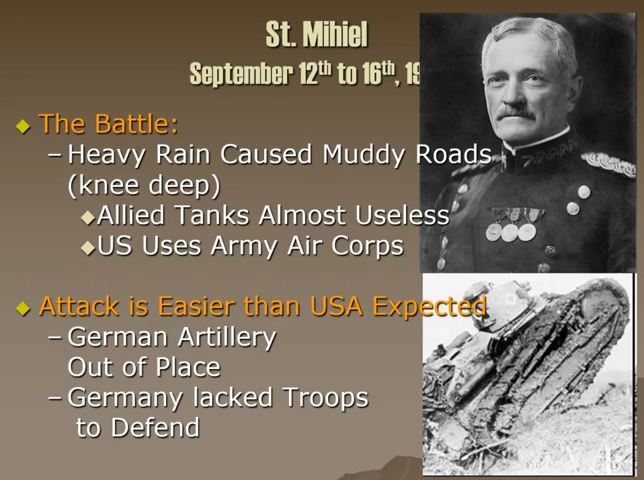 St. Mihiel
September 12th to 16th, 19
The Battle:
– Heavy Rain Caused Muddy Roads
(knee deep)
Allied Tanks Almost Useless
US Uses Army Air Corps
Attack is Easier than USA Expected
– German Artillery
Out of Place
– Germany lacked Troops
to Defend